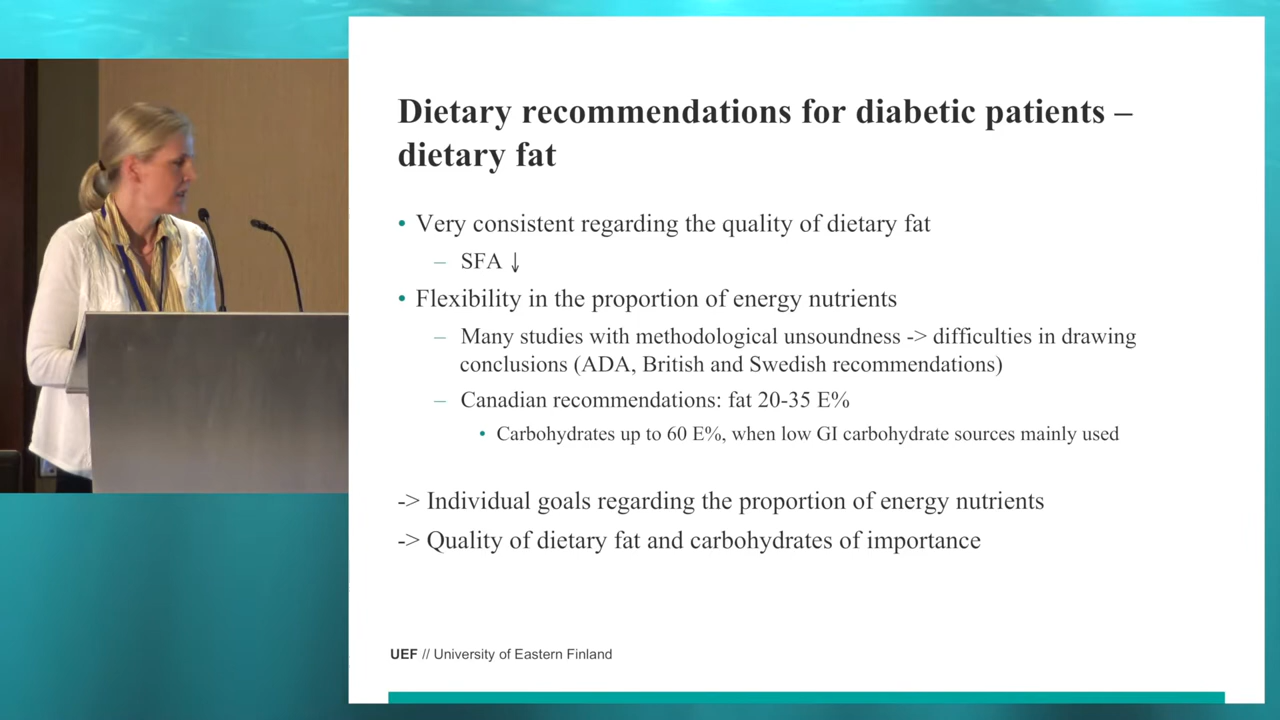 Dietary recommendations for diabetic patients –
dietary fat
• Very consistent regarding the quality of dietary fat
– SFA ↓
• Flexibility in the proportion of energy nutrients
– Many studies with methodological unsoundness -> difficulties in drawing
conclusions (ADA, British and Swedish recommendations)
– Canadian recommendations: fat 20-35 E%
• Carbohydrates up to 60 E%, when low GI carbohydrate sources mainly used
-> Individual goals regarding the proportion of energy nutrients
-> Quality of dietary fat and carbohydrates of importance
UEF // University of Eastern Finland